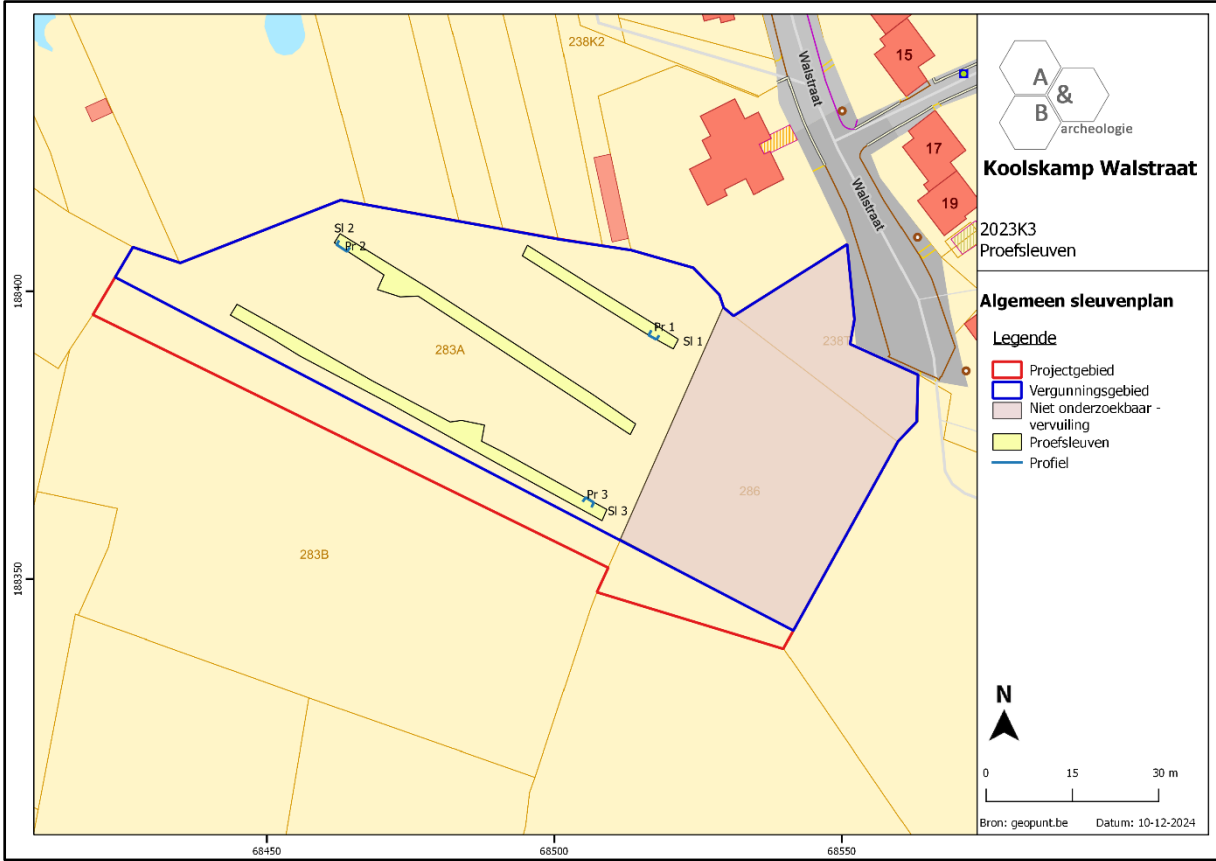 238K2
15
Walstraat
17
Walstraat
19
Sl 2
Pr 2
Pr 1
Sl 1
283A
238T
286
Pr 3
Sl 3
283B
188400
188350
68450
68500
68550
A
&
B
archeologie
Koolskamp Walstraat
2023K3
Proefsleuven
Algemeen sleuvenplan
Legende
Projectgebied
Vergunningsgebied
Niet onderzoekbaar -
vervuiling
Proefsleuven
Profiel
N
0 15 30 m
Bron: geopunt.be Datum: 10-12-2024